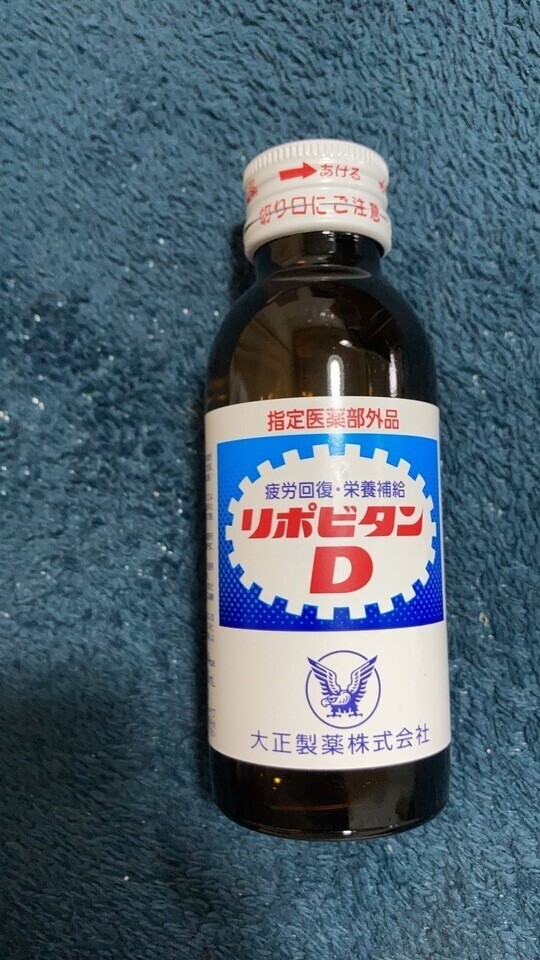 →あける
切り口にご注意
指定医薬部外品
疲労回復・栄養補給
リポビタン
D
大正製薬株式会社